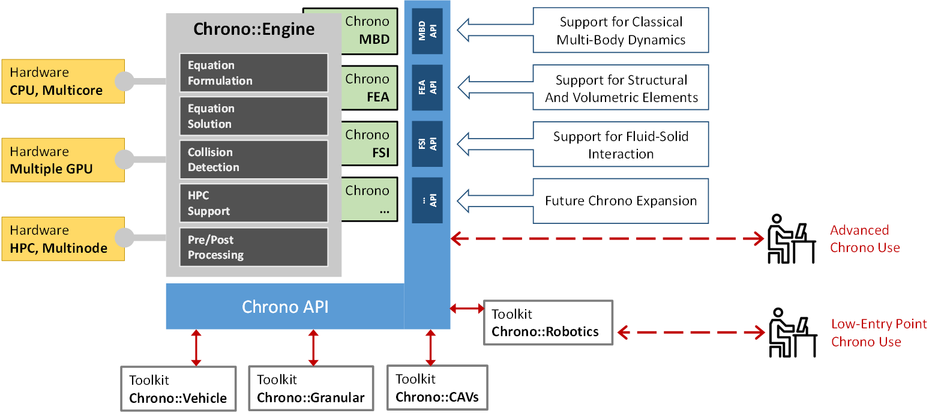 Hardware
CPU, Multicore
Hardware
Multiple GPU
Hardware
HPC, Multinode
Chrono::Engine
Equation
Formulation
Equation
Solution
Collision
Detection
HPC
Support
Pre/Post
Processing
Chrono
MBD
Chrono
FEA
Chrono
FSI
Chrono
...
MBD
API
FEA
API
FSI
API
...
API
Support for Classical
Multi-Body Dynamics
Support for Structural
And Volumetric Elements
Support for Fluid-Solid
Interaction
Future Chrono Expansion
Advanced
Chrono Use
Chrono API
Toolkit
Chrono::Robotics
Low-Entry Point
Chrono Use
Toolkit
Chrono::Vehicle
Toolkit
Chrono::Granular
Toolkit
Chrono::CAVs